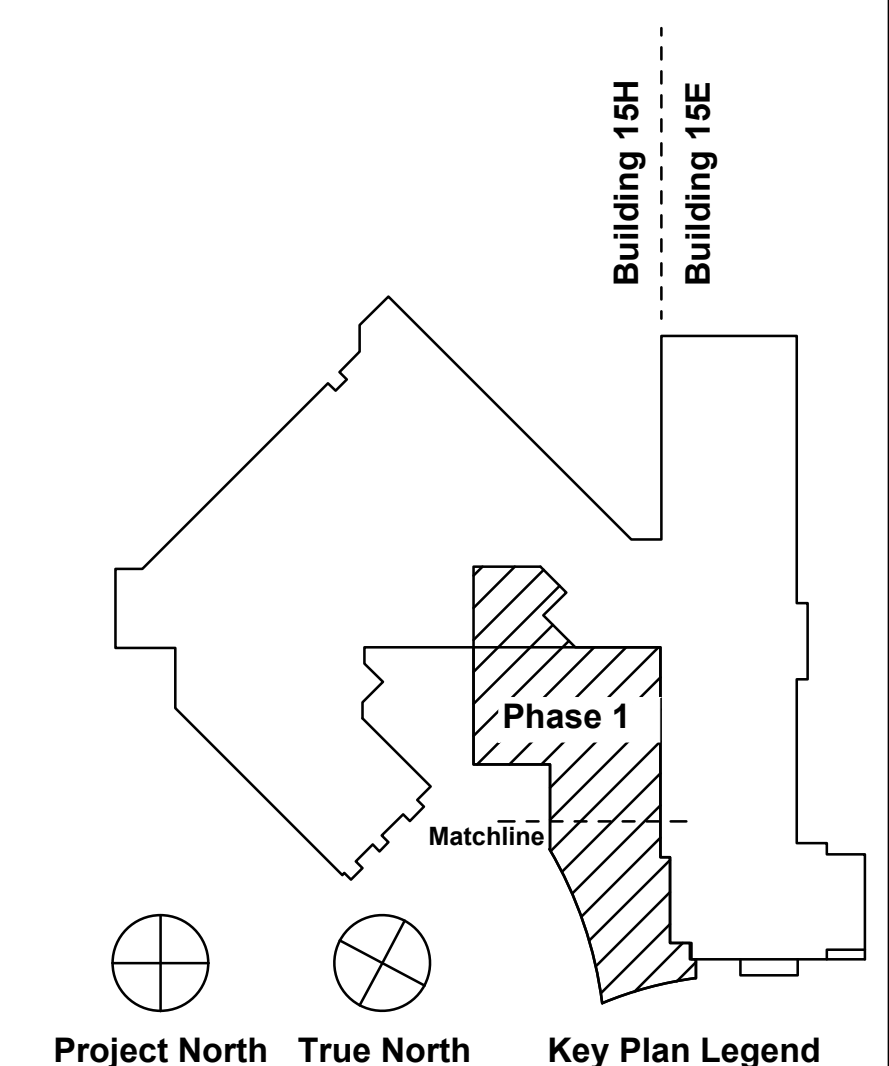 Building 15H
Building 15E
Phase 1
Matchline
Project North
True North
Key Plan Legend